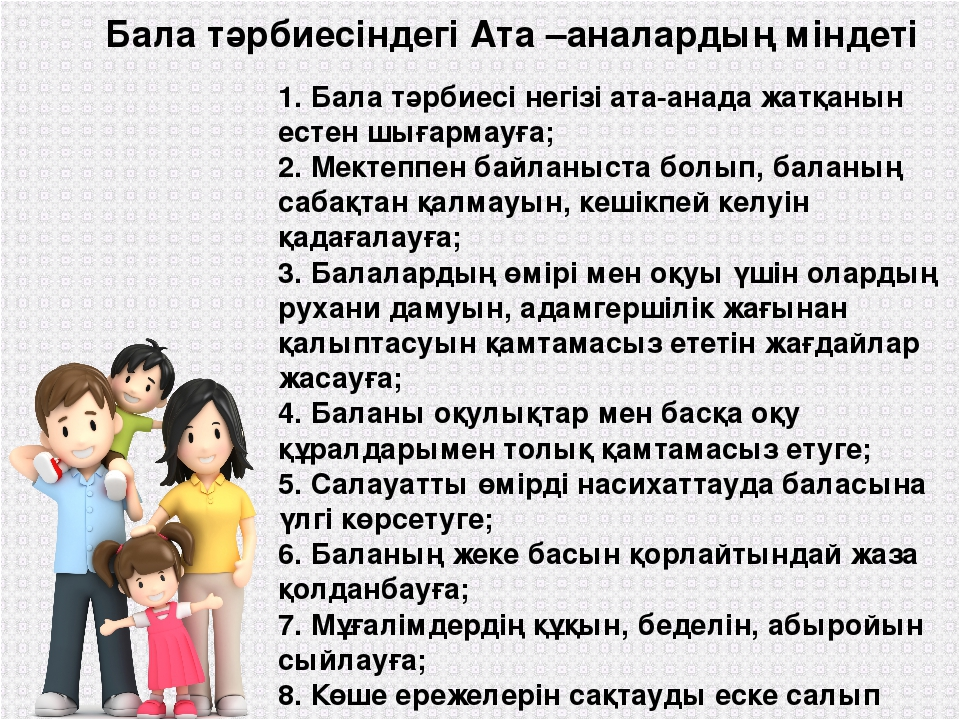 Бала тәрбиесіндегі Ата –аналардың міндеті
1. Бала тәрбиесі негізі ата-анада жатқанын
естен шығармауға;
2. Мектеппен байланыста болып, баланың
сабақтан қалмауын, кешікпей келуін
қадағалауға;
3. Балалардың өмірі мен оқуы үшін олардың
рухани дамуын, адамгершілік жағынан
қалыптасуын қамтамасыз ететін жағдайлар
жасауға;
4. Баланы оқулықтар мен басқа оқу
құралдарымен толық қамтамасыз етуге;
5. Салауатты өмірді насихаттауда баласына
үлгі көрсетуге;
6. Баланың жеке басын қорлайтындай жаза
қолданбауға;
7. Мұғалімдердің құқын, беделін, абыройын
сыйлауға;
8. Көше ережелерін сақтауды еске салып